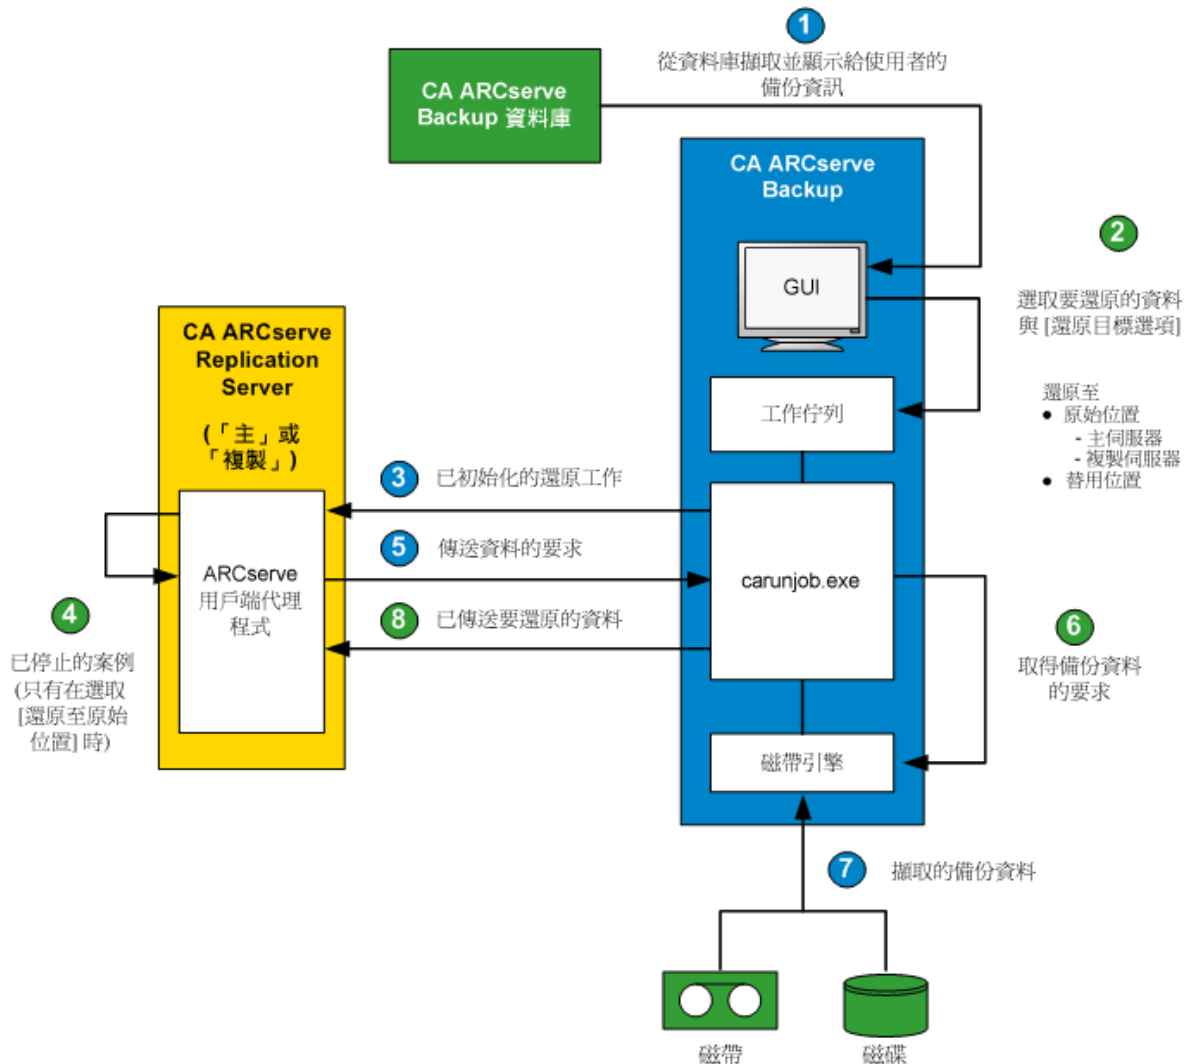 1
從資料庫擷取並顯示給使用者的
備份資訊
CA ARCserve
Backup 資料庫
CA ARCserve
Backup
GUI
2
選取要還原的資料
與 [還原目標選項]
還原至
● 原始位置
- 主伺服器
- 複製伺服器
● 替用位置
工作佇列
CA ARCserve
Replication
Server
(「主」或
「複製」)
3 已初始化的還原工作
5 傳送資料的要求
8 已傳送要還原的資料
ARCserve
用戶端代理
程式
carunjob.exe
4
已停止的案例
(只有在選取
[還原至原始
位置] 時)
6
取得備份資料
的要求
磁帶引擎
7 擷取的備份資料
磁帶
磁碟